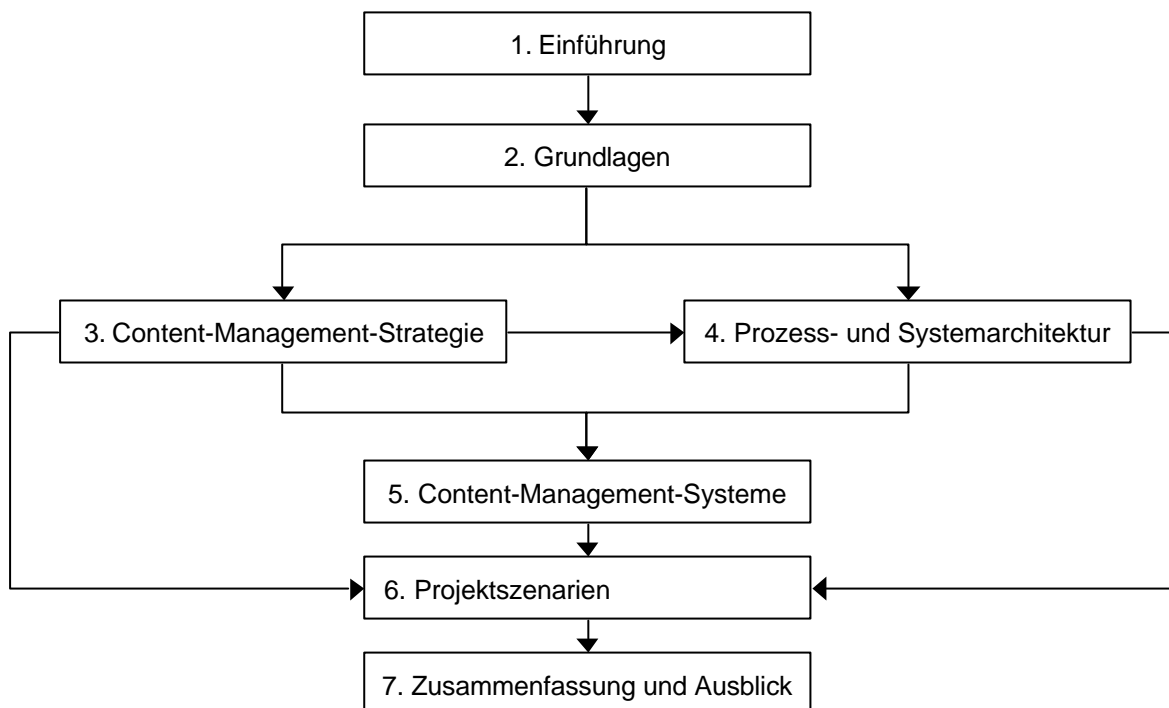 1. Einführung
2. Grundlagen
3. Content-Management-Strategie
4. Prozess- und Systemarchitektur
5. Content-Management-Systeme
6. Projektszenarien
7. Zusammenfassung und Ausblick